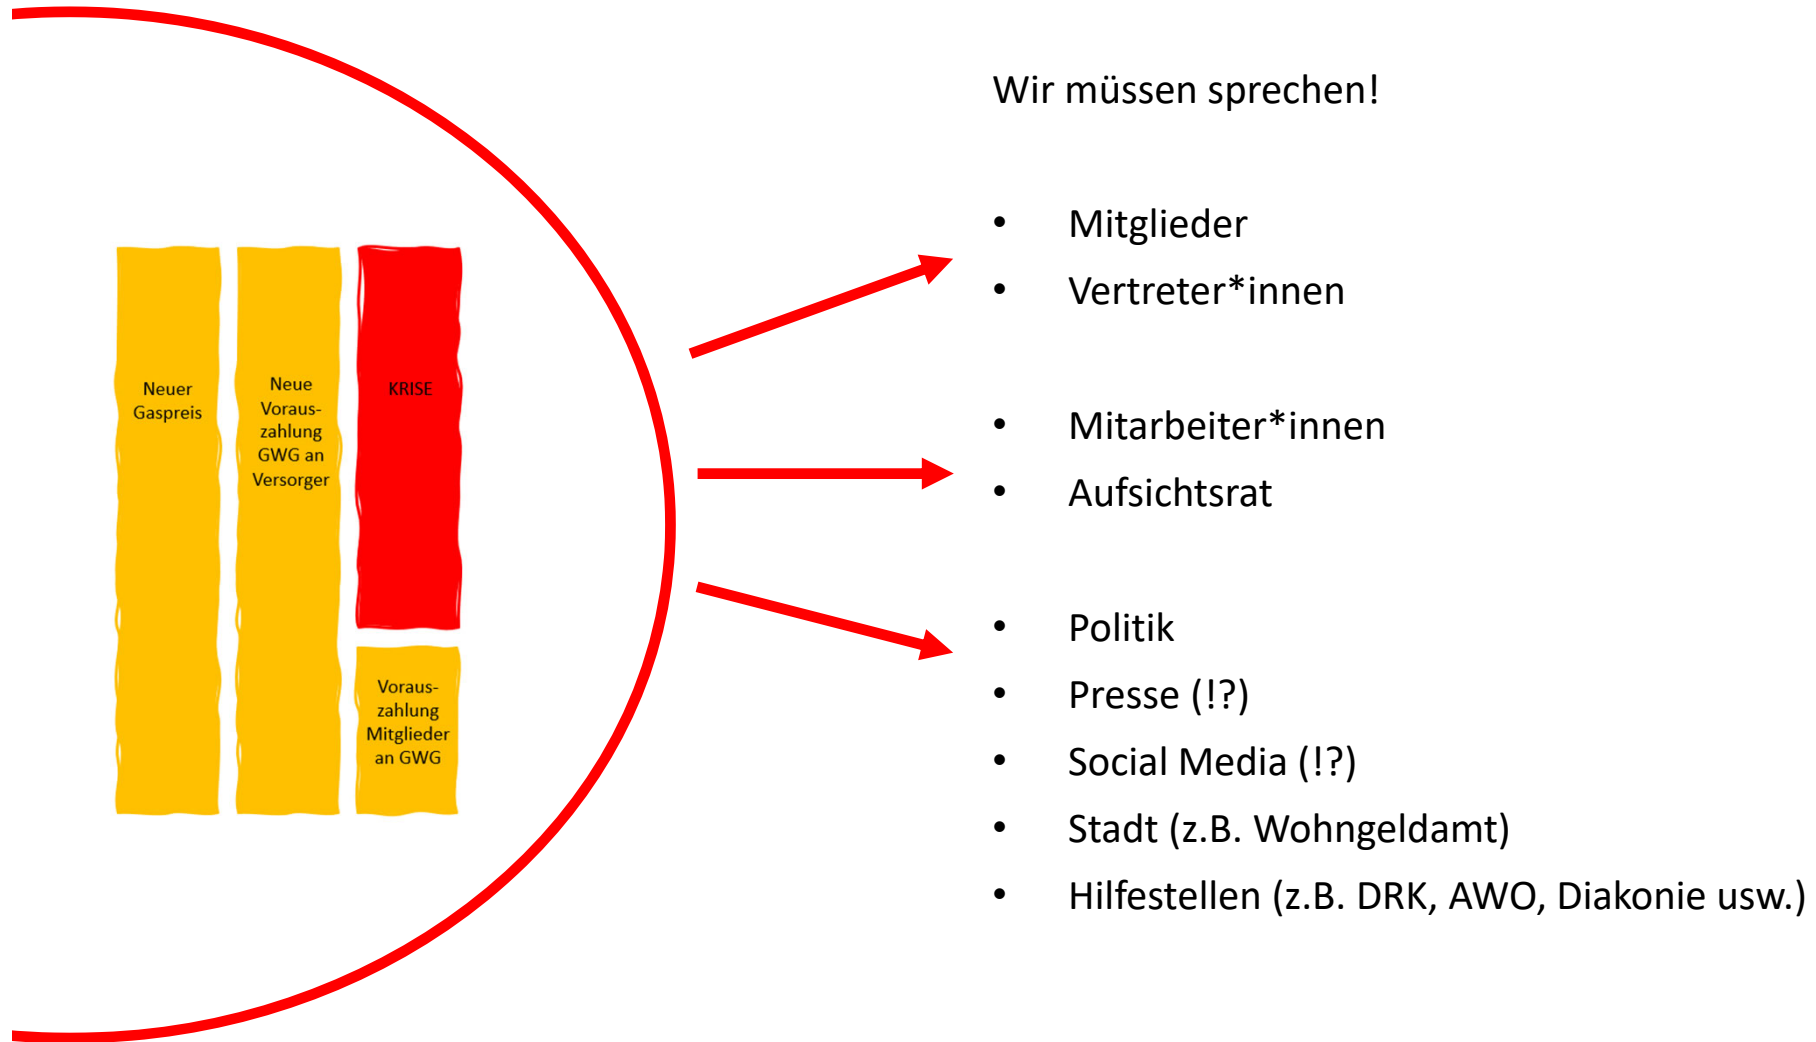 Wir müssen sprechen!
• Mitglieder
• Vertreter*innen
• Mitarbeiter*innen
• Aufsichtsrat
• Politik
• Presse (!?)
• Social Media (!?)
• Stadt (z.B. Wohngeldamt)
• Hilfestellen (z.B. DRK, AWO, Diakonie usw.)
Neuer
Gaspreis
Neue
Voraus-
zahlung
GWG an
Versorger
KRISE
Voraus-
zahlung
Mitglieder
an GWG